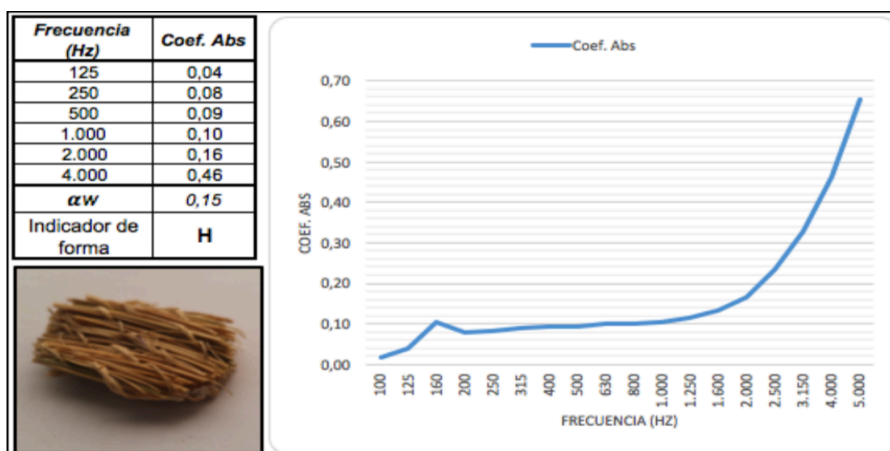 Frecuencia
(Hz)
Coef. Abs
125 0,04
250 0,08
500 0,09
1.000 0,10
2.000 0,16
4.000 0,46
αw 0,15
Indicador de
forma
H
Coef. Abs
0,70
0,60
0,50
0,40
0,30
0,20
0,10
0,00
COEF. ABS
100 125 160 200 250 315 400 500 630 800 1.000 1.250 1.600 2.000 2.500 3.150 4.000 5.000
FRECUENCIA (HZ)